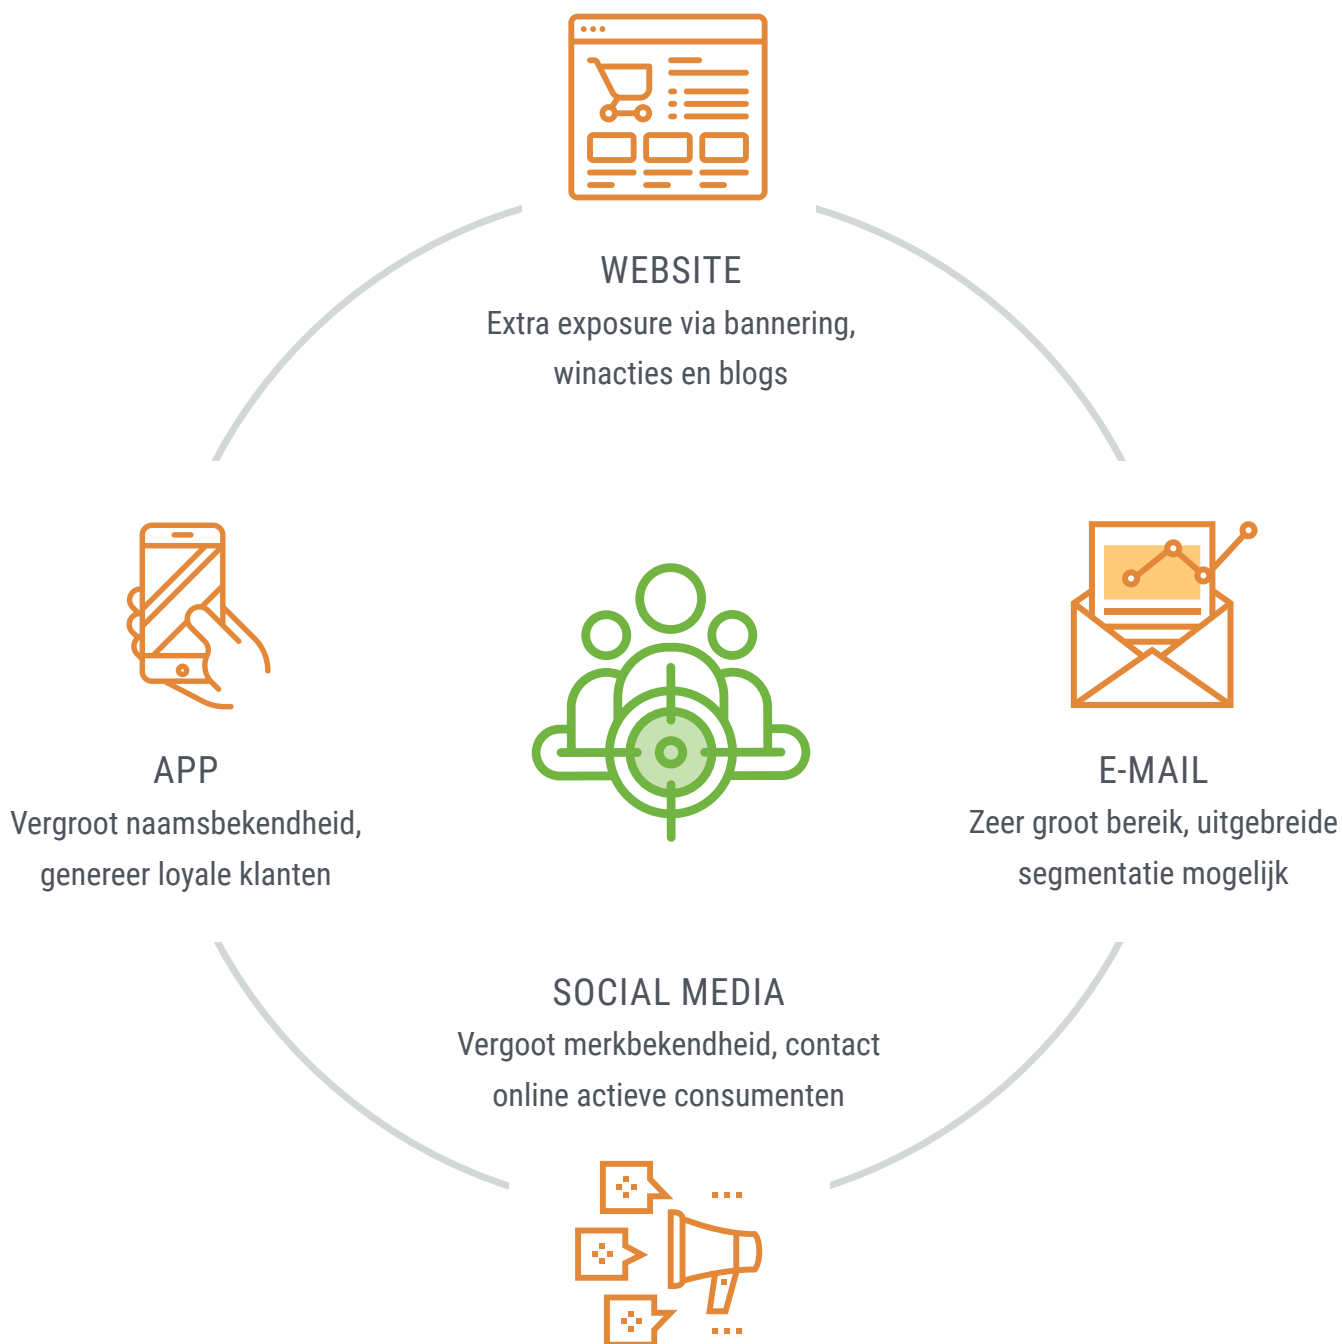 WEBSITE
Extra exposure via bannering,
winacties en blogs
APP
Vergroot naamsbekendheid,
genereer loyale klanten
E-MAIL
Zeer groot bereik, uitgebreide
segmentatie mogelijk
SOCIAL MEDIA
Vergoot merkbekendheid, contact
online actieve consumenten